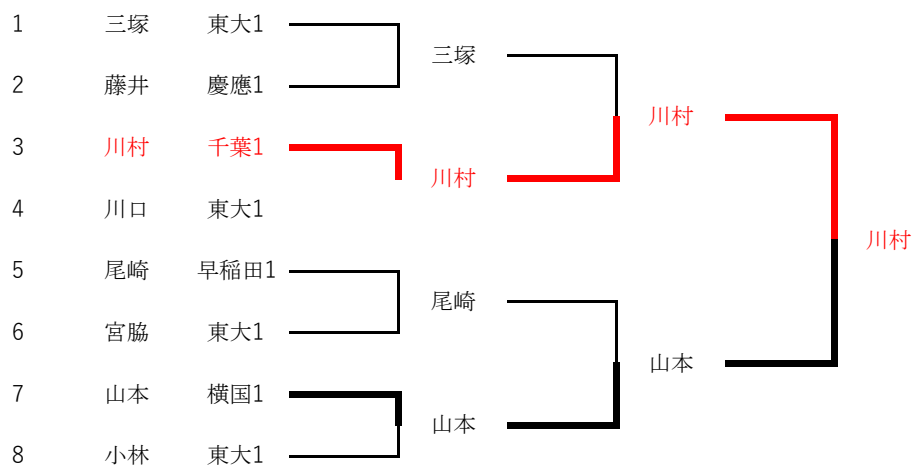 1 三塚 東大1
2 藤井 慶應1
三塚
3 川村 千葉1
川村
川村
4 川口 東大1
川村
5 尾崎 早稲田1
尾崎
6 宮脇 東大1
山本
7 山本 横国1
山本
8 小林 東大1